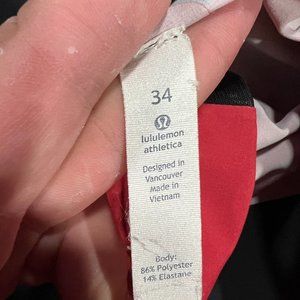 34
lululemon
athletica
Designed in
Vancouver
Made in
Vietnam
Body:
86% Polyester
14% Elastane